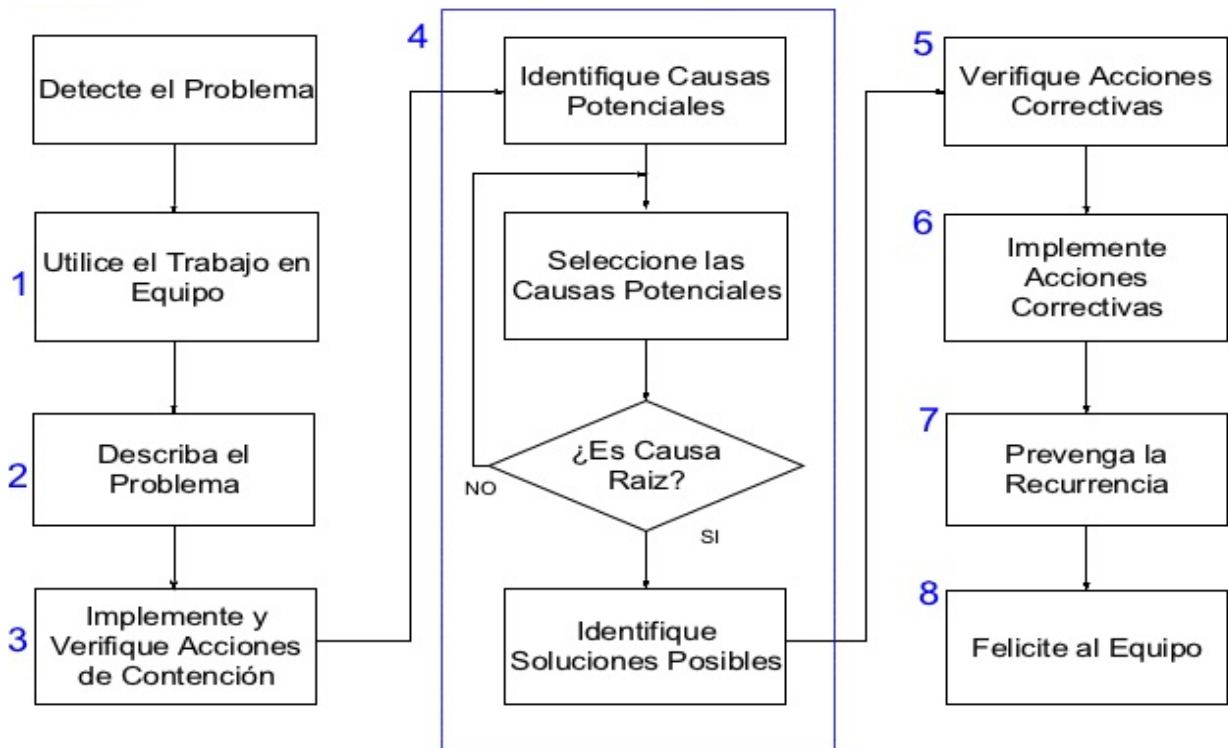 Detecte el Problema
1
Utilice el Trabajo en
Equipo
2
Describa el
Problema
3
Implemente y
Verifique Acciones
de Contención
4
Identifique Causas
Potenciales
Seleccione las
Causas Potenciales
¿Es Causa
Raiz?
NO
SI
Identifique
Soluciones Posibles
5
Verifique Acciones
Correctivas
6
Implemente
Acciones
Correctivas
7
Prevenga la
Recurrencia
8
Felicite al Equipo